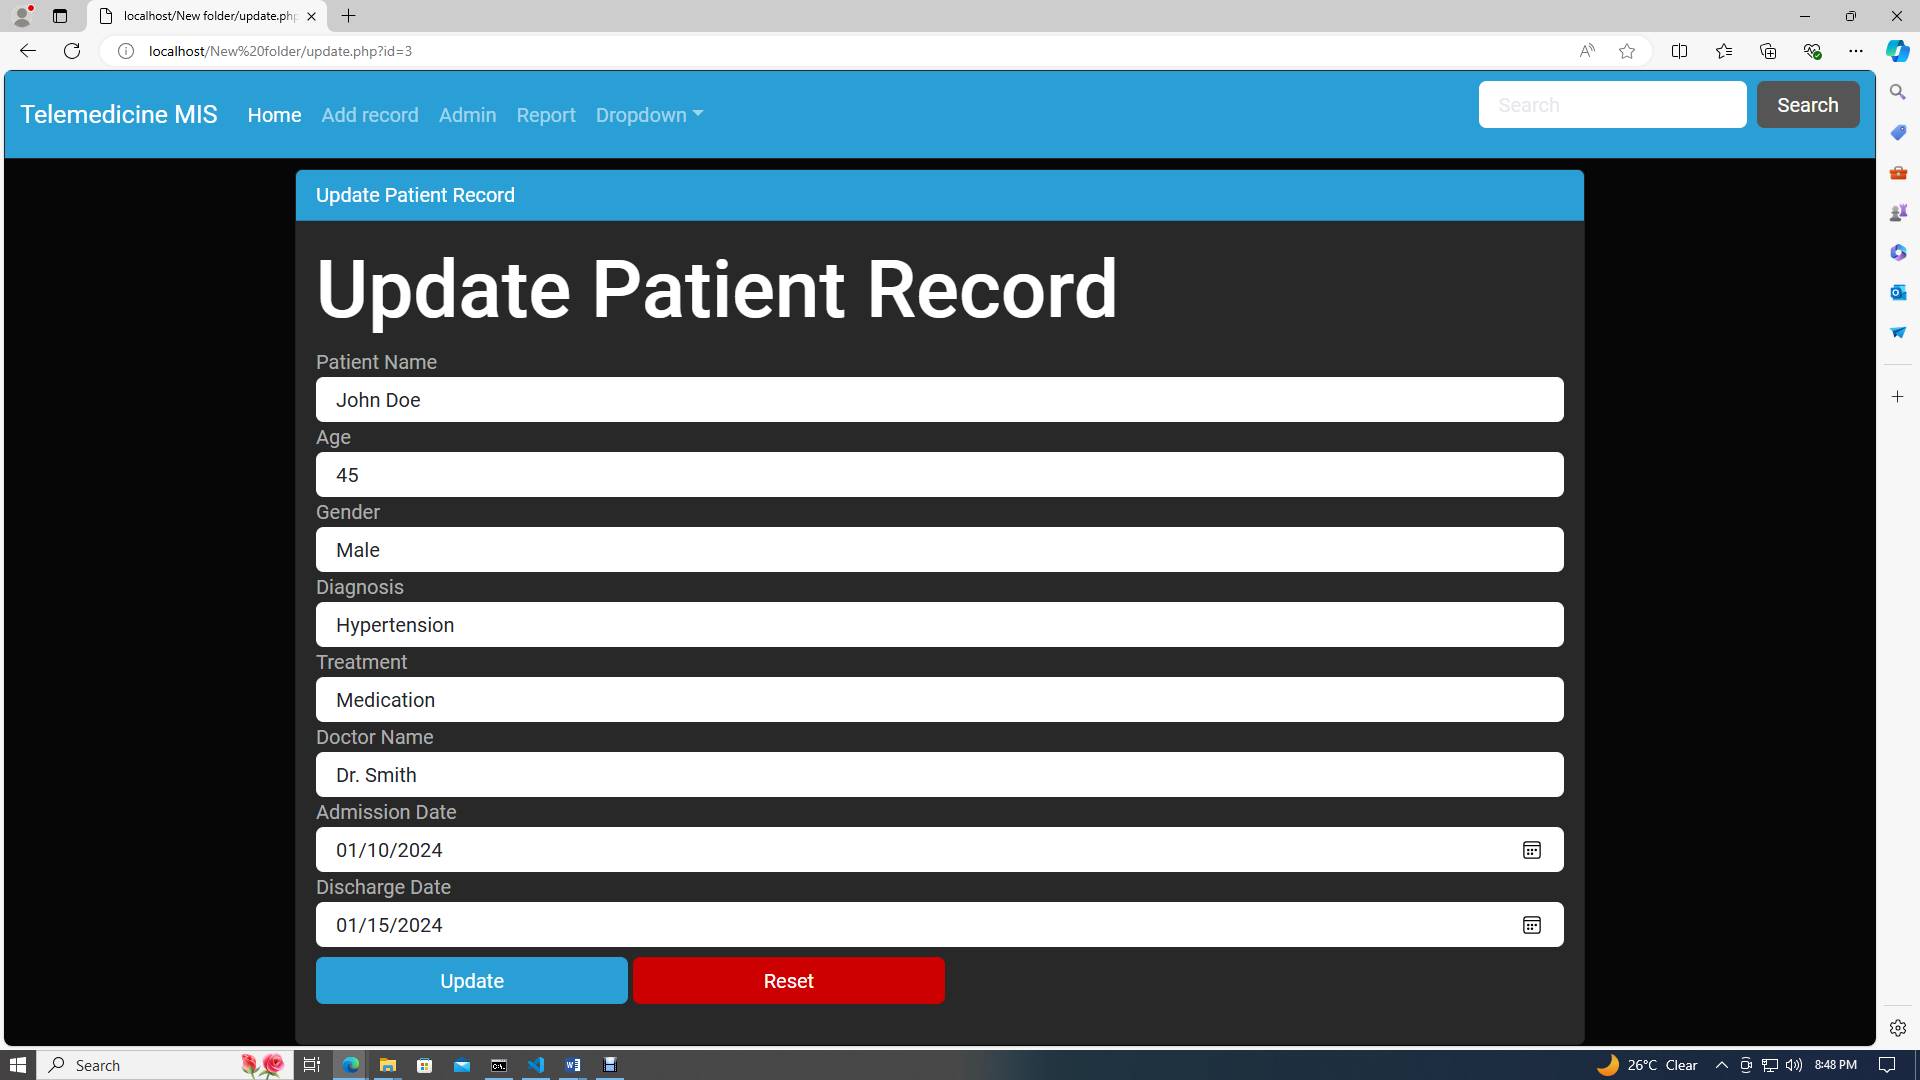 localhost/New folder/update.php
localhost/New%20folder/update.php?id=3
Telemedicine MIS Home Add record Admin Report Dropdown Search Search
Update Patient Record
Update Patient Record
Patient Name
John Doe
Age
45
Gender
Male
Diagnosis
Hypertension
Treatment
Medication
Doctor Name
Dr. Smith
Admission Date
01/10/2024
Discharge Date
01/15/2024
Update Reset
Search 26°C Clear 8:48 PM